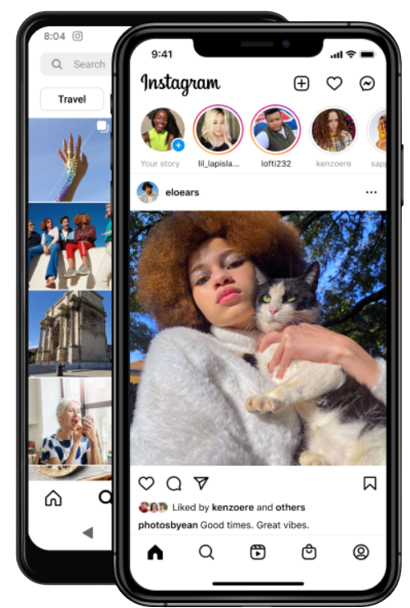 8:04
Search
Travel
9:41
Instagram
Your story lil_lapisla... lofti232 kenzoere sapp
eloears
Liked by kenzoere and others
photosbyean Good times. Great vibes.